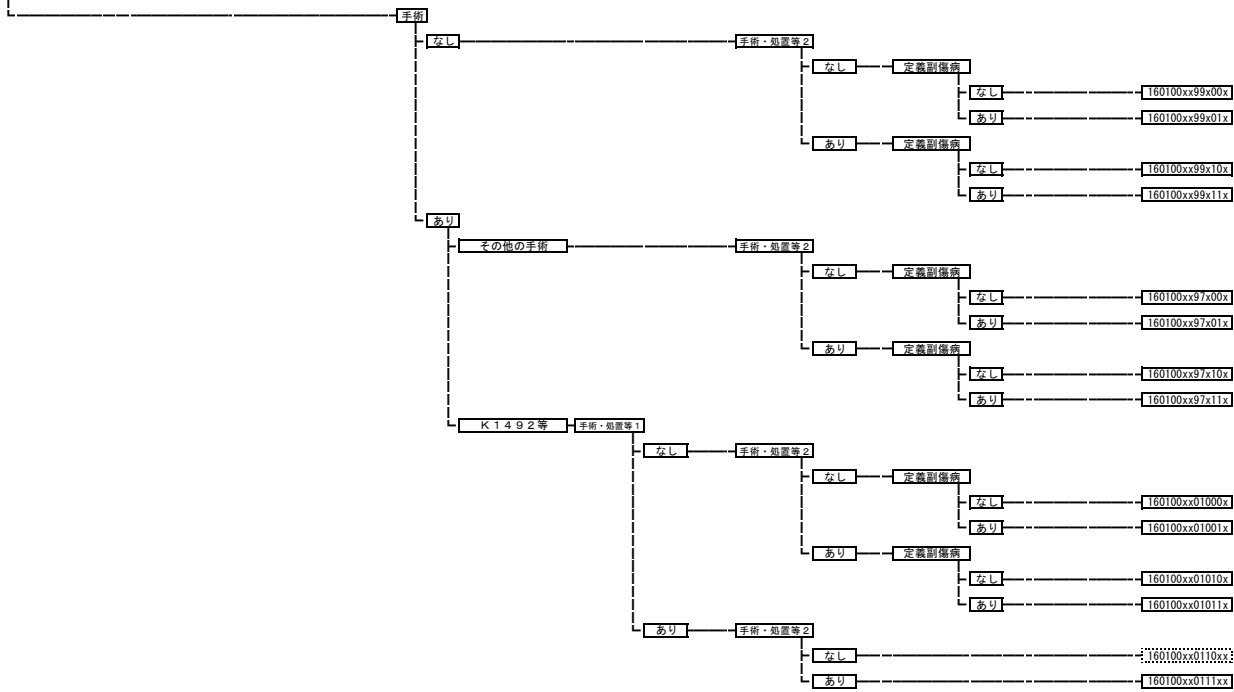 手術
なし 手術・処置等２
なし 定義副傷病
なし 160100xx99x00x
あり 160100xx99x01x
あり 定義副傷病
なし 160100xx99x10x
あり 160100xx99x11x
あり
その他の手術 手術・処置等２
なし 定義副傷病
なし 160100xx97x00x
あり 160100xx97x01x
あり 定義副傷病
なし 160100xx97x10x
あり 160100xx97x11x
Ｋ１４９２等 手術・処置等１
なし 手術・処置等２
なし 定義副傷病
なし 160100xx01000x
あり 160100xx01001x
あり 定義副傷病
なし 160100xx01010x
あり 160100xx01011x
あり 手術・処置等２
なし 160100xx0110xx
あり 160100xx0111xx